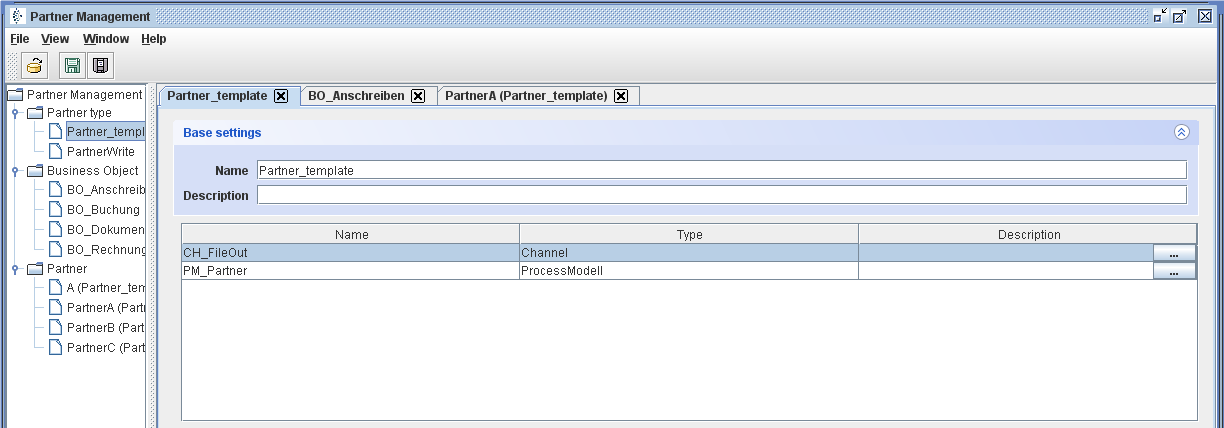 Partner Management
File View Window Help
Partner Management
Partner type
Partner_templ
PartnerWrite
Business Object
BO_Anschreib
BO_Buchung
BO_Dokumen
BO_Rechnung
Partner
A (Partner_tem
PartnerA (Partn
PartnerB (Part
PartnerC (Part
Partner_template BO_Anschreiben PartnerA (Partner_template)
Base settings
Name Partner_template
Description
Name Type Description
CH_FileOut Channel ...
PM_Partner ProcessModell ...